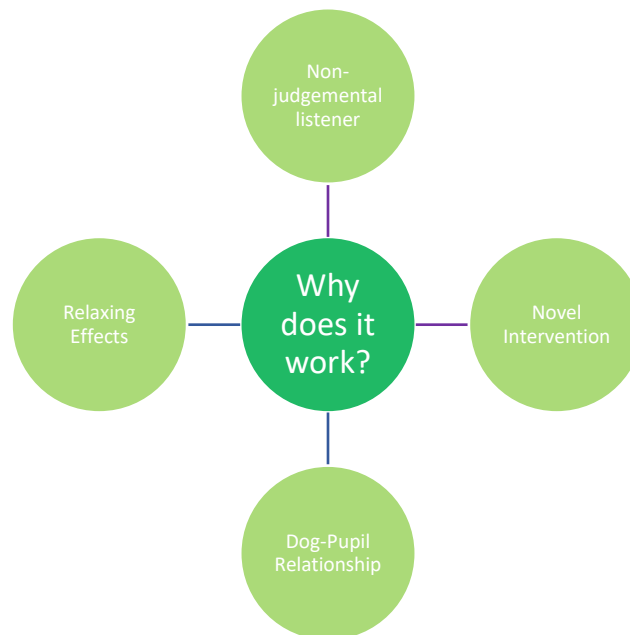 Non-
judgemental
listener
Relaxing
Effects
Why
does it
work?
Novel
Intervention
Dog-Pupil
Relationship